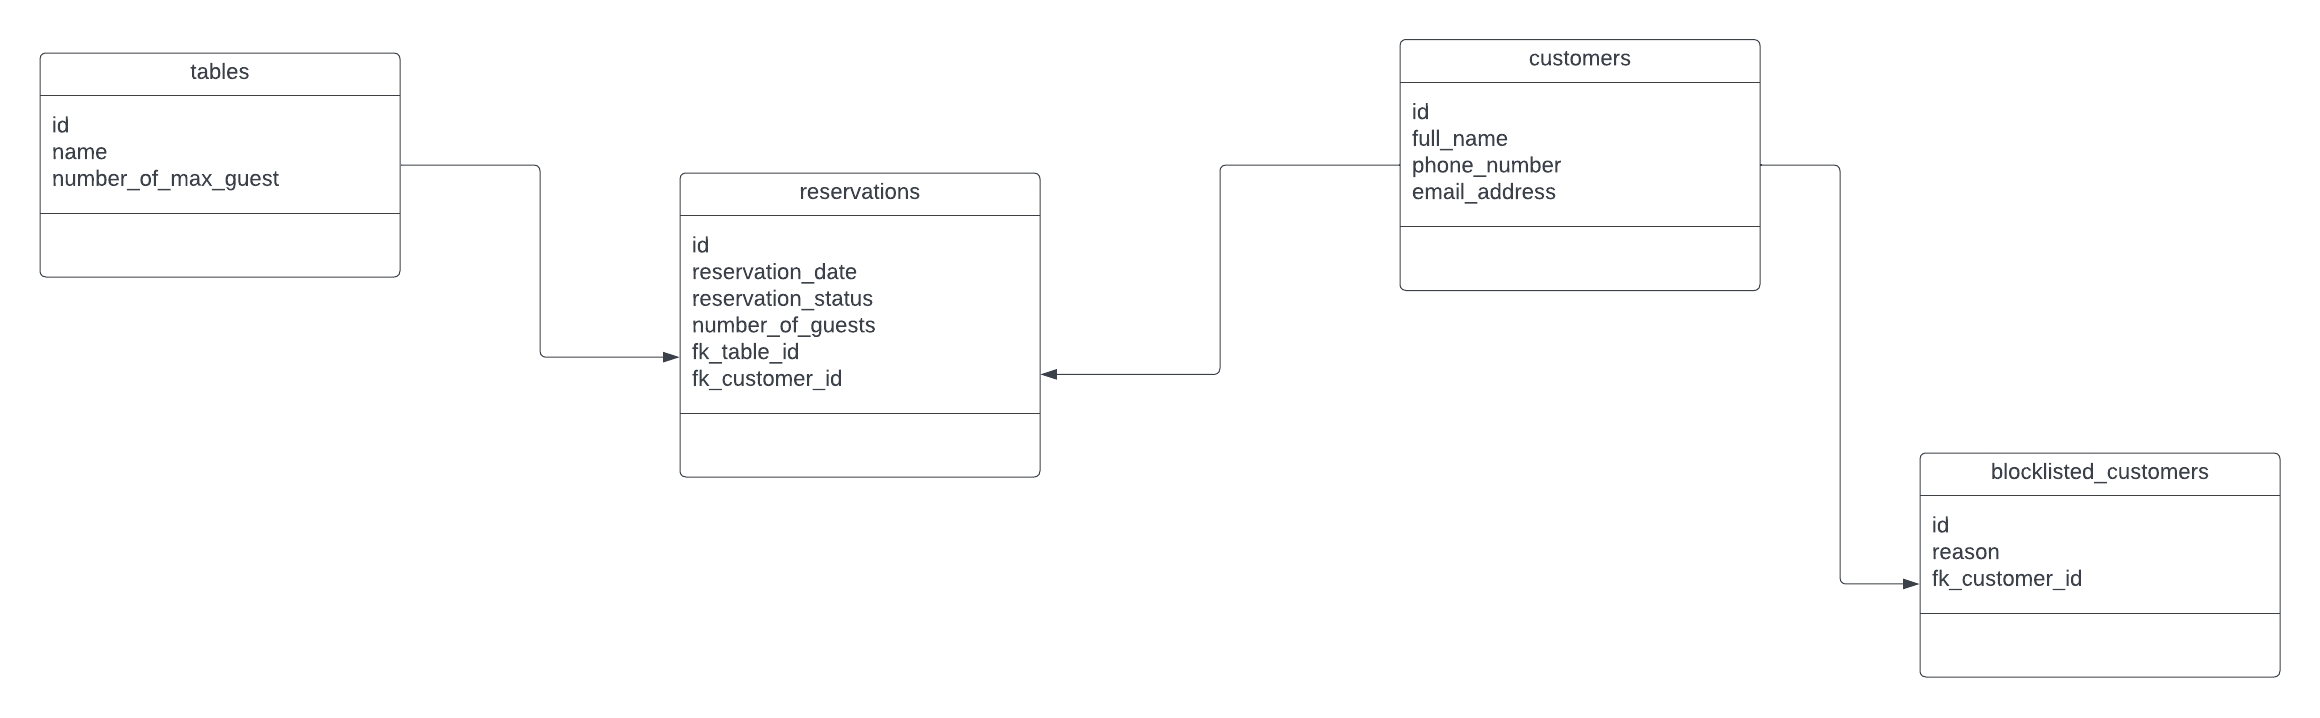 tables
id
name
number_of_max_guest
reservations
id
reservation_date
reservation_status
number_of_guests
fk_table_id
fk_customer_id
customers
id
full_name
phone_number
email_address
blocklisted_customers
id
reason
fk_customer_id